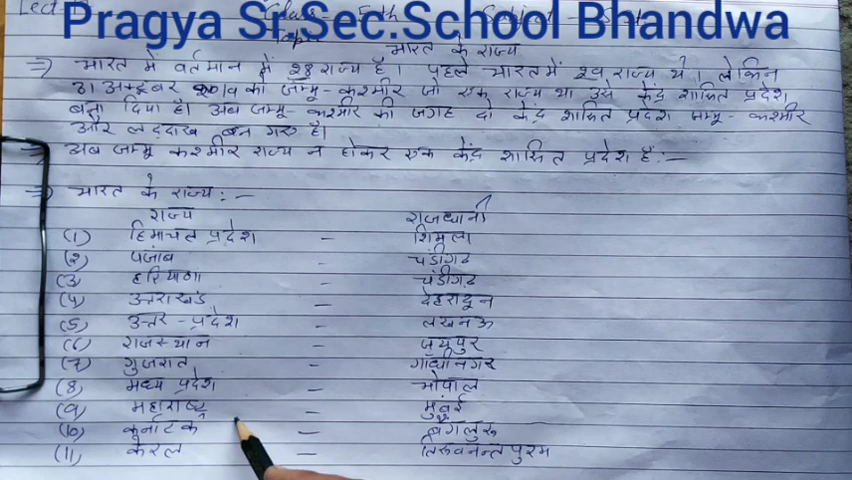 Pragya Sr.Sec.School Bhandwa
भारत के राज्य
⇒ भारत में वर्तमान में २8 राज्य है। पहले भारत में २९ राज्य थे। लेकिन
31 अक्टूबर 2019 को जम्मू-कश्मीर जो एक राज्य था उसे केंद्र शासित प्रदेश
बना दिया है। अब जम्मू-कश्मीर की जगह दो केंद्र शासित प्रदेश जम्मू-कश्मीर
और लद्दाख बन गए है।
⇒ अब जम्मू कश्मीर राज्य न होकर एक केंद्र शासित प्रदेश है:-
⇒ भारत के राज्य:-
राज्य राजधानी
(1) हिमाचल प्रदेश - शिमला
(२) पंजाब - चंडीगढ
(3) हरियाणा - चंडीगढ
(4) उत्तराखंड - देहरादून
(5) उत्तर-प्रदेश - लखनऊ
(6) राजस्थान - जयपुर
(7) गुजरात - गाँधीनगर
(8) मध्य प्रदेश - भोपाल
(9) महाराष्ट्र - मुंबई
(10) कर्नाटक - बेंगलुरू
(11) केरल - तिरूवनन्तपुरम